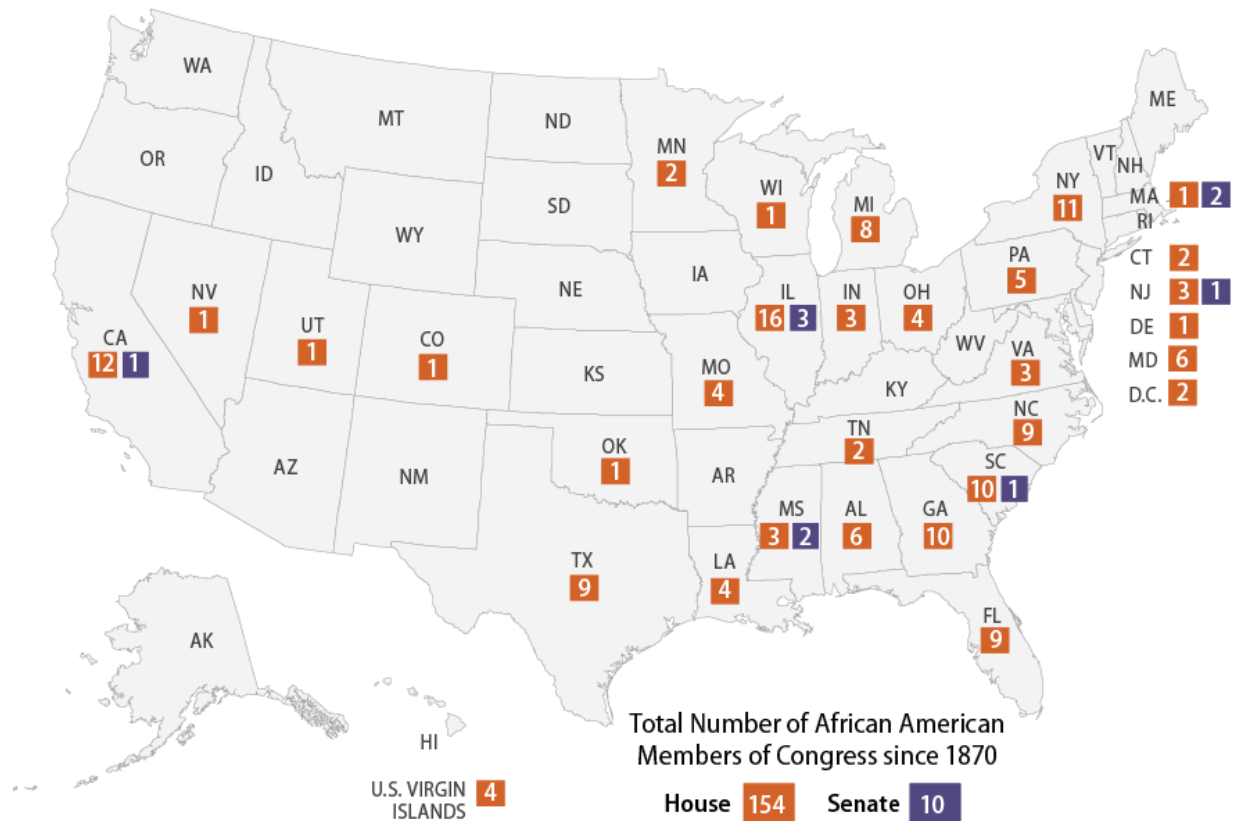 WA
MT
ND
MN
2
OR
ID
SD
WI
1
MI
8
NY
11
VT
NH
ME
MA 1 2
RI
WY
IA
NE
PA
5
CT 2
NJ 3 1
DE 1
MD 6
D.C. 2
NV
1
UT
1
CO
1
CA
12 1
IL
16 3
IN
3
OH
4
WV
VA
3
KS
MO
4
KY
NC
9
TN
2
AZ
NM
OK
1
AR
SC
10 1
MS
3 2
AL
6
GA
10
TX
9
LA
4
FL
9
AK
HI
U.S. VIRGIN
ISLANDS
4
Total Number of African American
Members of Congress since 1870
House 154 Senate 10